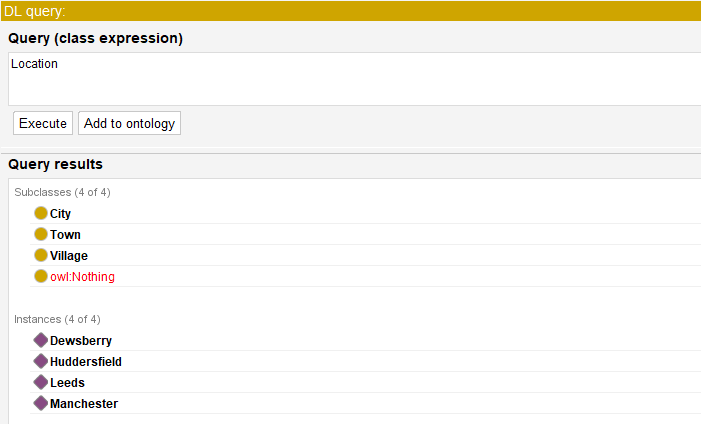 DL query:
Query (class expression)
Location
Execute Add to ontology
Query results
Subclasses (4 of 4)
City
Town
Village
owl:Nothing
Instances (4 of 4)
Dewsberry
Huddersfield
Leeds
Manchester